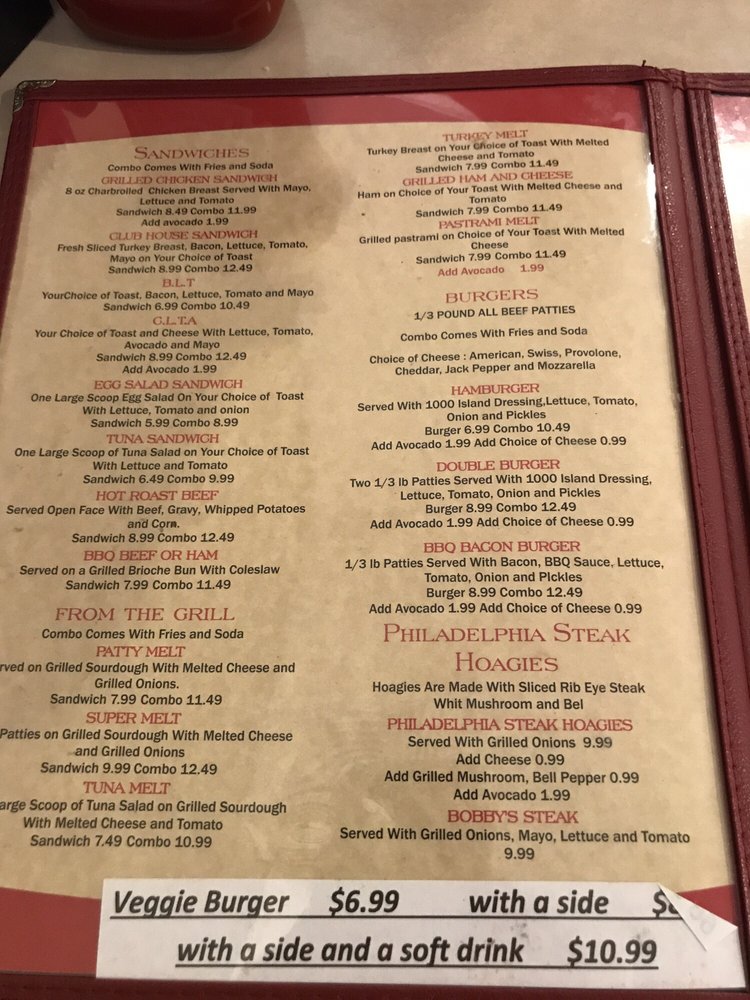 SANDWICHES
Combo Comes With Fries and Soda
GRILLED CHICKEN SANDWIGH
8 oz Charbroiled Chicken Breast Served With Mayo,
Lettuce and Tomato
Sandwich 8.49 Combo 11.99
Add avocado 1.99
CLUB HOUSE SANDWICH
Fresh Sliced Turkey Breast, Bacon, Lettuce, Tomato,
Mayo on Your Choice of Toast
Sandwich 8.99 Combo 12.49
B.L.T
YourChoice of Toast, Bacon, Lettuce, Tomato and Mayo
Sandwich 6.99 Combo 10.49
C.L.T.A
Your Choice of Toast and Cheese With Lettuce, Tomato,
Avocado and Mayo
Sandwich 8.99 Combo 12.49
Add Avocado 1.99
EGG SALAD SANDWICH
One Large Scoop Egg Salad On Your Choice of Toast
With Lettuce, Tomato and onion
Sandwich 5.99 Combo 8.99
TUNA SANDWICH
One Large Scoop of Tuna Salad on Your Choice of Toast
With Lettuce and Tomato
Sandwich 6.49 Combo 9.99
HOT ROAST BEEF
Served Open Face With Beef, Gravy, Whipped Potatoes
and Corn.
Sandwich 8.99 Combo 12.49
BBQ BEEF OR HAM
Served on a Grilled Brioche Bun With Coleslaw
Sandwich 7.99 Combo 11.49
FROM THE GRILL
Combo Comes With Fries and Soda
PATTY MELT
rved on Grilled Sourdough With Melted Cheese and
Grilled Onions.
Sandwich 7.99 Combo 11.49
SUPER MELT
Patties on Grilled Sourdough With Melted Cheese
and Grilled Onions
Sandwich 9.99 Combo 12.49
TUNA MELT
arge Scoop of Tuna Salad on Grilled Sourdough
With Melted Cheese and Tomato
Sandwich 7.49 Combo 10.99
TURKEY MELT
Turkey Breast on Your Choice of Toast With Melted
Cheese and Tomato
Sandwich 7.99 Combo 11.49
GRILLED HAM AND CHEESE
Ham on Choice of Your Toast With Melted Cheese and
Tomato
Sandwich 7.99 Combo 11.49
PASTRAMI MELT
Grilled pastrami on Choice of Your Toast With Melted
Cheese
Sandwich 7.99 Combo 11.49
Add Avocado 1.99
BURGERS
1/3 POUND ALL BEEF PATTIES
Combo Comes With Fries and Soda
Choice of Cheese : American, Swiss, Provolone,
Cheddar, Jack Pepper and Mozzarella
HAMBURGER
Served With 1000 Island Dressing,Lettuce, Tomato,
Onion and Pickles
Burger 6.99 Combo 10.49
Add Avocado 1.99 Add Choice of Cheese 0.99
DOUBLE BURGER
Two 1/3 lb Patties Served With 1000 Island Dressing,
Lettuce, Tomato, Onion and Pickles
Burger 8.99 Combo 12.49
Add Avocado 1.99 Add Choice of Cheese 0.99
BBQ BACON BURGER
1/3 lb Patties Served With Bacon, BBQ Sauce, Lettuce,
Tomato, Onion and PIckles
Burger 8.99 Combo 12.49
Add Avocado 1.99 Add Choice of Cheese 0.99
PHILADELPHIA STEAK
HOAGIES
Hoagies Are Made With Sliced Rib Eye Steak
Whit Mushroom and Bel
PHILADELPHIA STEAK HOAGIES
Served With Grilled Onions 9.99
Add Cheese 0.99
Add Grilled Mushroom, Bell Pepper 0.99
Add Avocado 1.99
BOBBY'S STEAK
Served With Grilled Onions, Mayo, Lettuce and Tomato
9.99
Veggie Burger $6.99 with a side
with a side and a soft drink $10.99